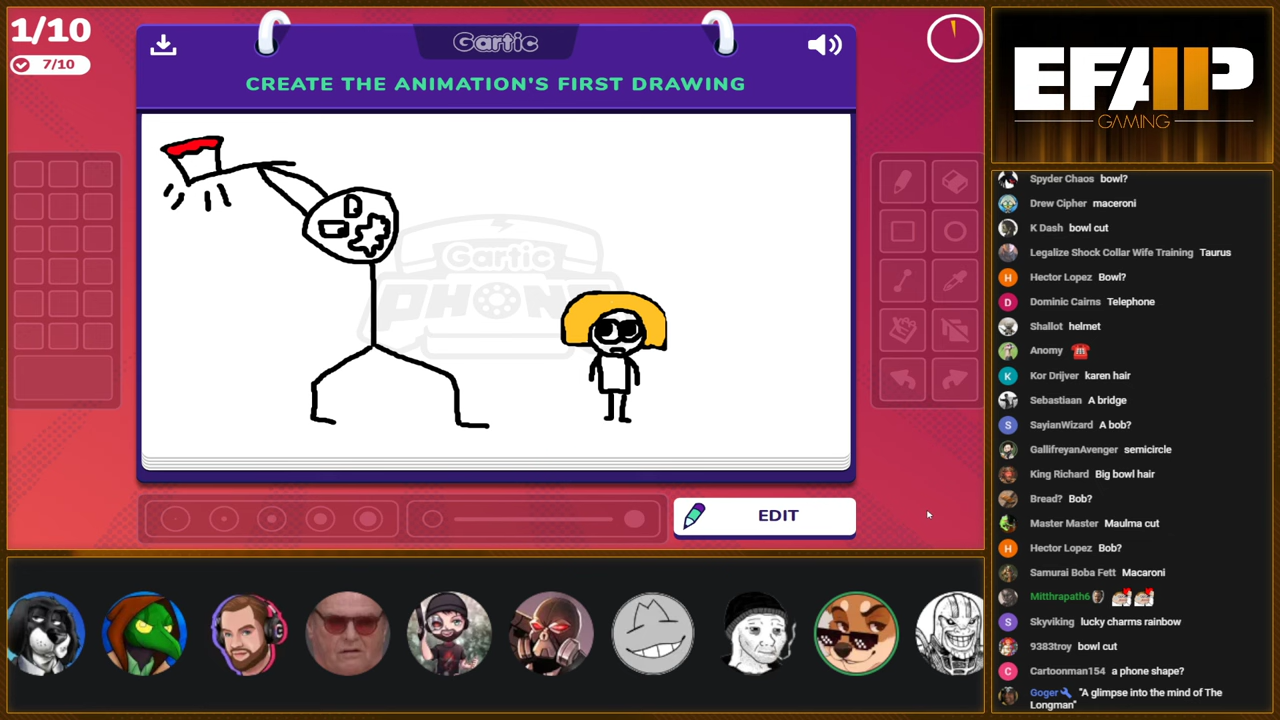 1/10
7/10
Gartic
CREATE THE ANIMATION'S FIRST DRAWING
Gartic
PHONE
EDIT
EFAP
GAMING
Spyder Chaos bowl?
Drew Cipher maceroni
K Dash bowl cut
Legalize Shock Collar Wife Training Taurus
Hector Lopez Bowl?
Dominic Cairns Telephone
Shallot helmet
Anomy
Kor Drijver karen hair
Sebastiaan A bridge
SayianWizard A bob?
GallifreyanAvenger semicircle
King Richard Big bowl hair
Bread? Bob?
Master Master Maulma cut
Hector Lopez Bob?
Samurai Boba Fett Macaroni
Mitthrapath6
Skyviking lucky charms rainbow
9383troy bowl cut
Cartoonman154 a phone shape?
Goger "A glimpse into the mind of The
Longman"